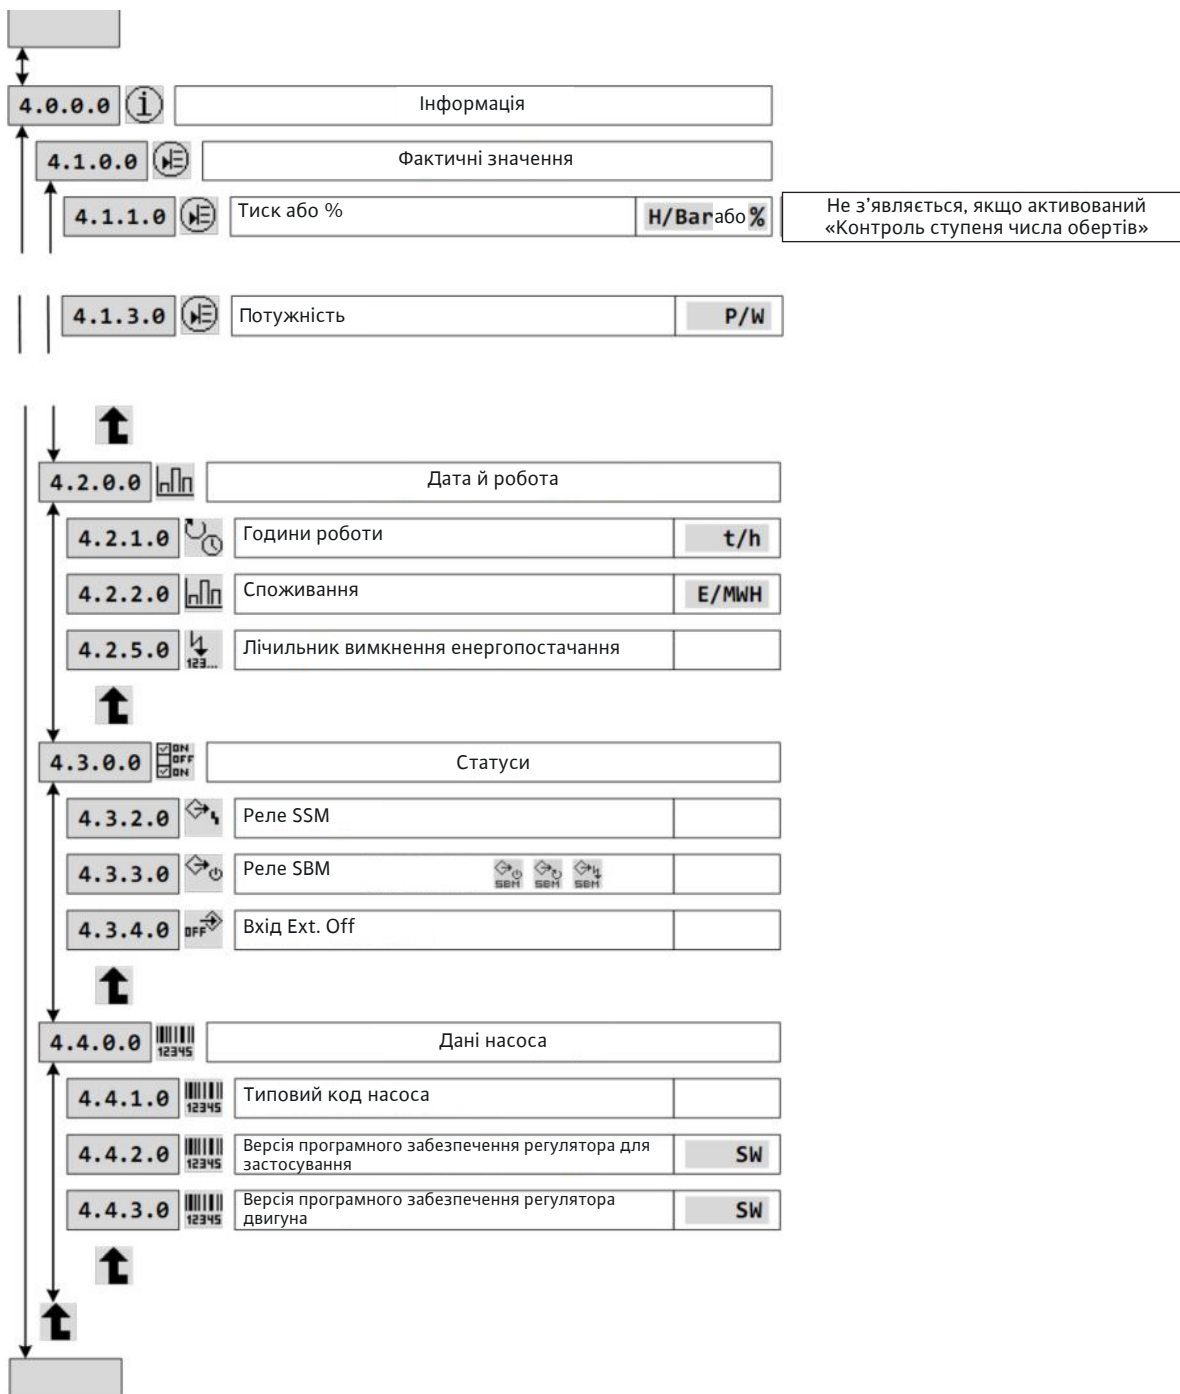 4.0.0.0 Інформація
4.1.0.0 Фактичні значення
4.1.1.0 Тиск або % H/Bar або % Не з’являється, якщо активований
«Контроль ступеня числа обертів»
4.1.3.0 Потужність P/W
4.2.0.0 Дата й робота
4.2.1.0 Години роботи t/h
4.2.2.0 Споживання E/MWH
4.2.5.0 123... Лічильник вимкнення енергопостачання
4.3.0.0 ON OFF ON Статуси
4.3.2.0 Реле SSM
4.3.3.0 Реле SBM SBM SBM SBM
4.3.4.0 OFF Вхід Ext. Off
4.4.0.0 12345 Дані насоса
4.4.1.0 12345 Типовий код насоса
4.4.2.0 12345 Версія програмного забезпечення регулятора для
застосування SW
4.4.3.0 12345 Версія програмного забезпечення регулятора
двигуна SW